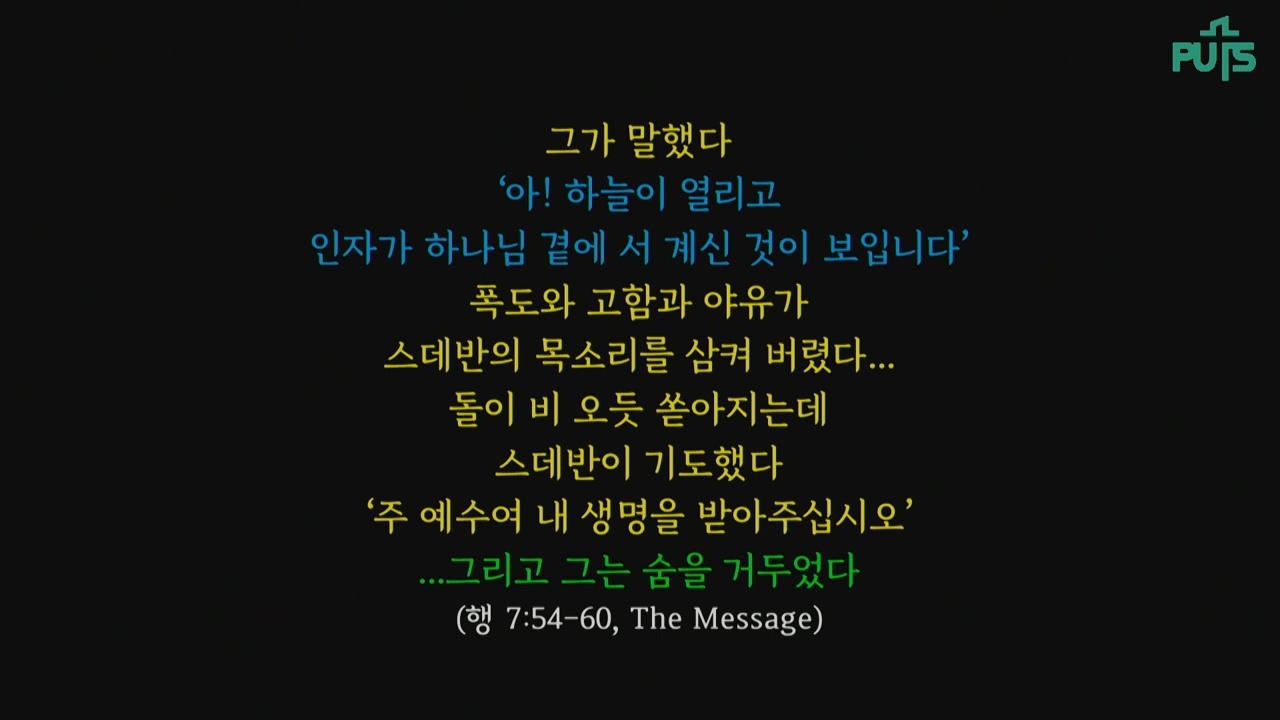 PUTS
그가 말했다
‘아! 하늘이 열리고
인자가 하나님 곁에 서 계신 것이 보입니다’
폭도와 고함과 야유가
스데반의 목소리를 삼켜 버렸다...
돌이 비 오듯 쏟아지는데
스데반이 기도했다
‘주 예수여 내 생명을 받아주십시오’
...그리고 그는 숨을 거두었다
(행 7:54-60, The Message)